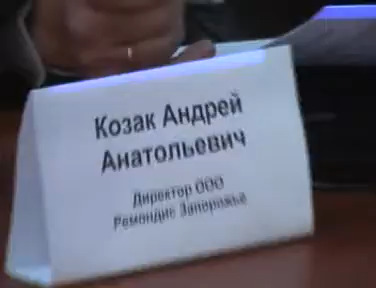 Козак Андрей
Анатольевич
Директор ООО
Ремондис Запорожье